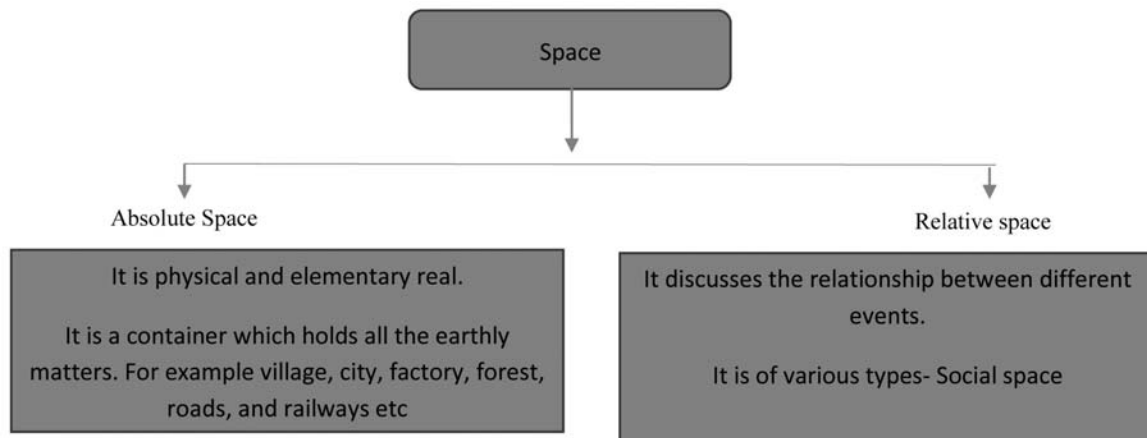 Space
Absolute Space
Relative space
It is physical and elementary real.
It is a container which holds all the earthly
matters. For example village, city, factory, forest,
roads, and railways etc
It discusses the relationship between different
events.
It is of various types- Social space